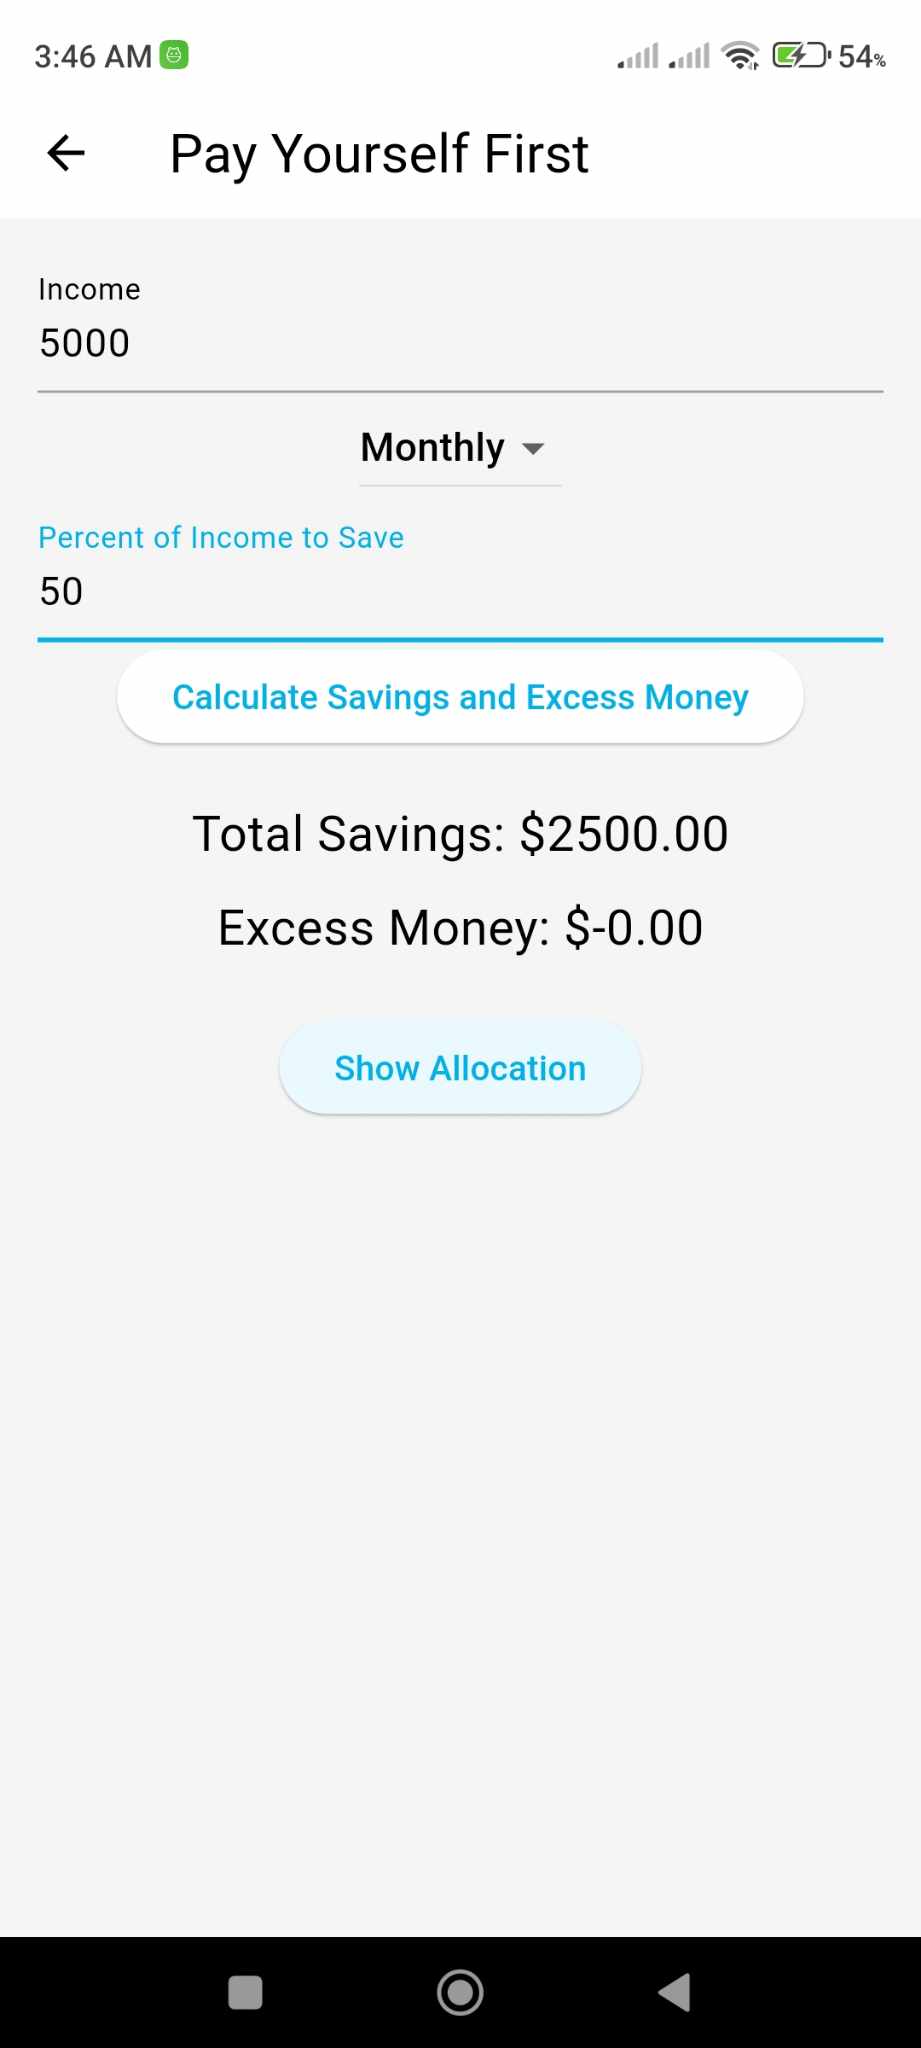 3:46 AM 54%
Pay Yourself First
Income
5000
Monthly
Percent of Income to Save
50
Calculate Savings and Excess Money
Total Savings: $2500.00
Excess Money: $-0.00
Show Allocation